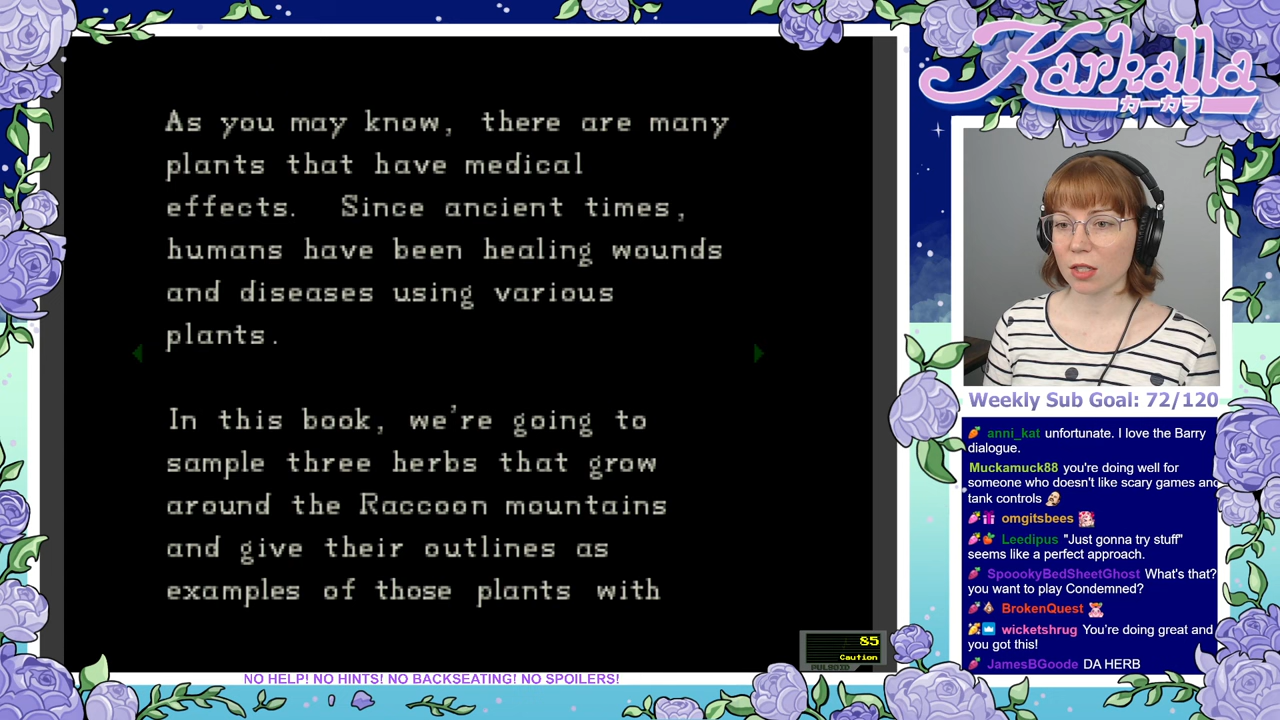 As you may know, there are many
plants that have medical
effects. Since ancient times,
humans have been healing wounds
and diseases using various
plants.
In this book, we're going to
sample three herbs that grow
around the Raccoon mountains
and give their outlines as
examples of those plants with
85
Caution
PULSOID
NO HELP! NO HINTS! NO BACKSEATING! NO SPOILERS!
Karkalla
カーカラ
Weekly Sub Goal: 72/120
anni_kat unfortunate. I love the Barry
dialogue.
Muckamuck88 you're doing well for
someone who doesn't like scary games and
tank controls
omgitsbees
Leedipus "Just gonna try stuff"
seems like a perfect approach.
SpoookyBedSheetGhost What's that?
you want to play Condemned?
BrokenQuest
wicketshrug You're doing great and
you got this!
JamesBGoode DA HERB